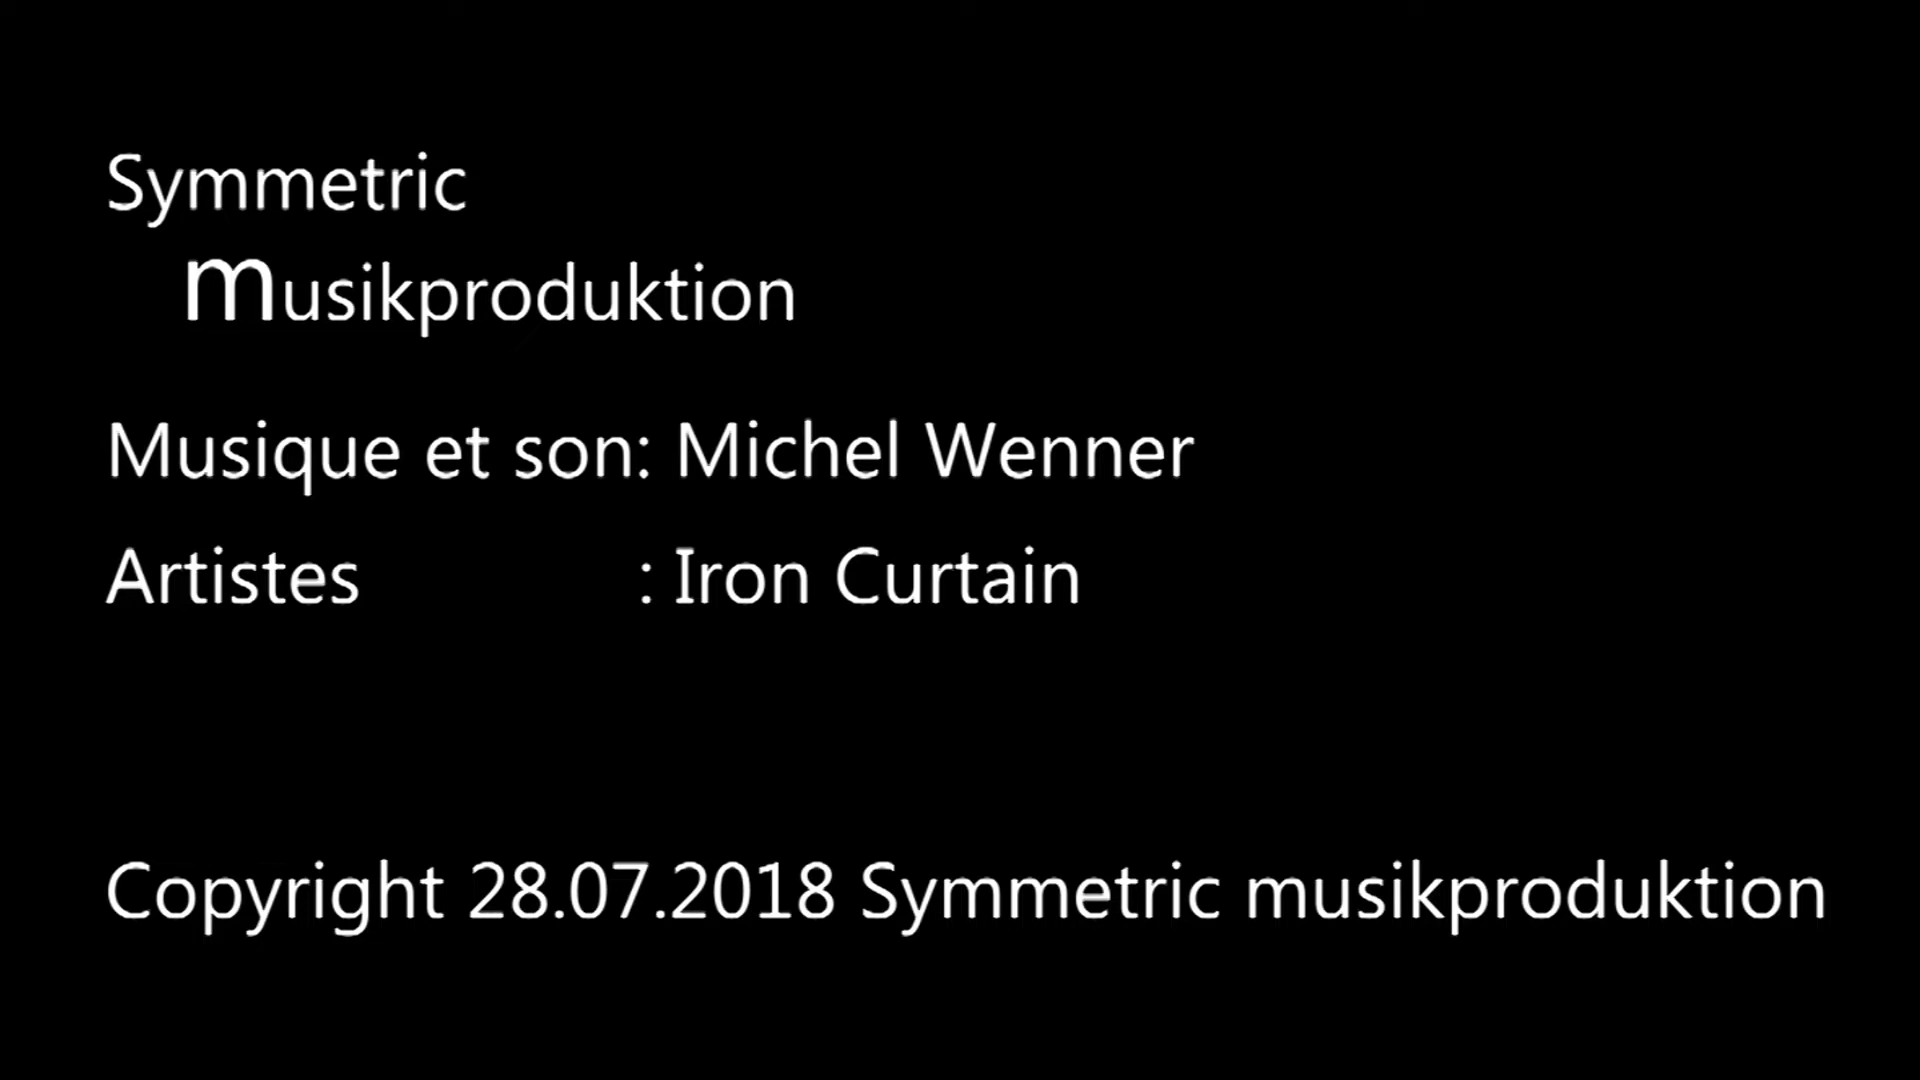 Symmetric
musikproduktion
Musique et son: Michel Wenner
Artistes : Iron Curtain
Copyright 28.07.2018 Symmetric musikproduktion